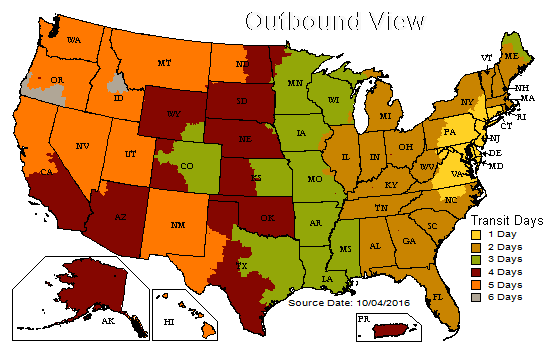 Outbound View
WA
MT
ND
MN
ME
VT
OR
ID
WY
SD
WI
MI
NY
NH
MA
RI
CT
NV
UT
CO
NE
IA
IL
IN
OH
PA
NJ
DE
MD
CA
AZ
NM
KS
MO
KY
WV
VA
NC
TN
OK
AR
MS
AL
GA
SC
TX
LA
FL
AK
HI
PR
Source Date: 10/04/2016
Transit Days
1 Day
2 Days
3 Days
4 Days
5 Days
6 Days